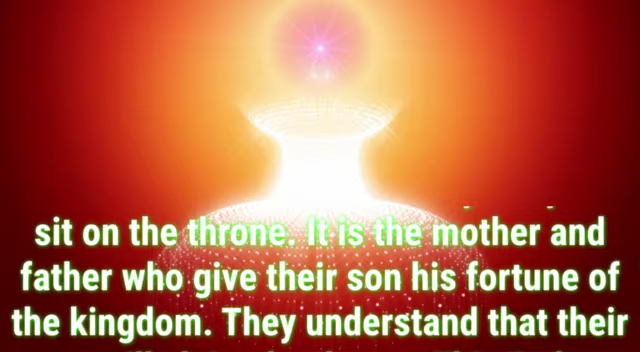 sit on the throne. It is the mother and
father who give their son his fortune of
the kingdom. They understand that their